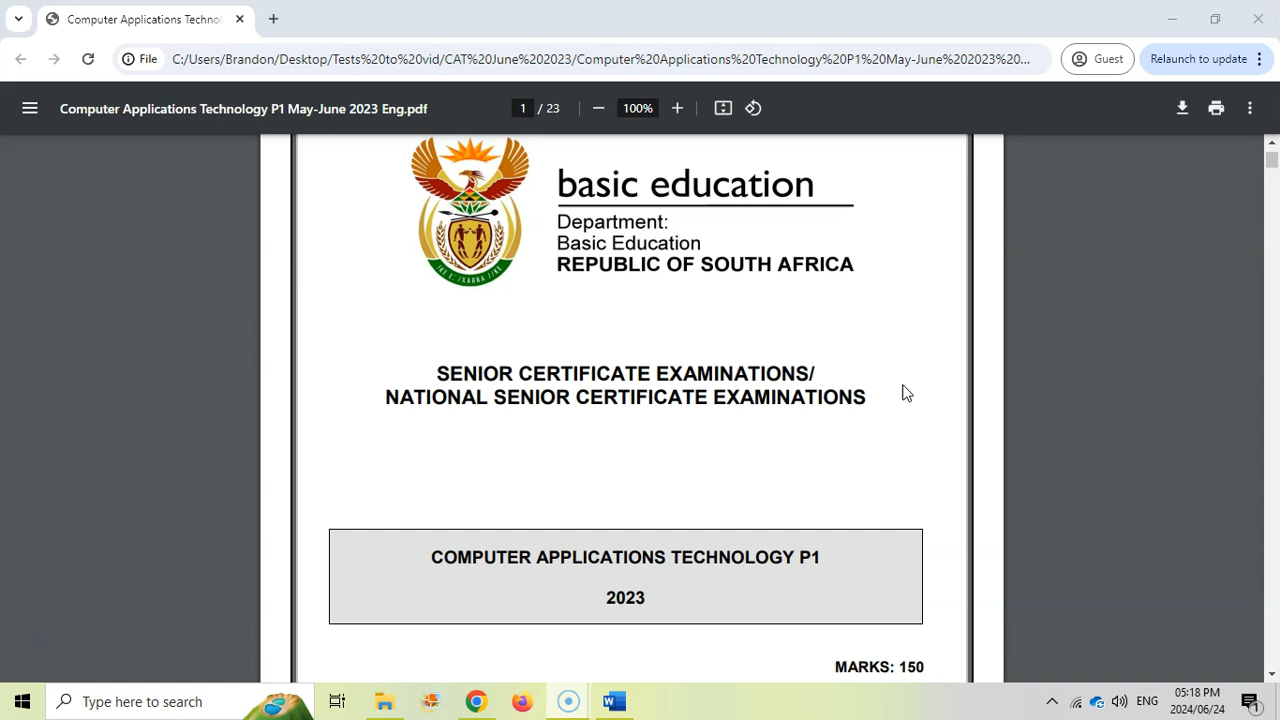 Computer Applications Techno
File
C:/Users/Brandon/Desktop/Tests%20to%20vid/CAT%20June%202023/Computer%20Applications%20Technology%20P1%20May-June%202023%20...
Guest
Relaunch to update
Computer Applications Technology P1 May-June 2023 Eng.pdf
1 / 23
100%
basic education
Department:
Basic Education
REPUBLIC OF SOUTH AFRICA
SENIOR CERTIFICATE EXAMINATIONS/
NATIONAL SENIOR CERTIFICATE EXAMINATIONS
COMPUTER APPLICATIONS TECHNOLOGY P1
2023
MARKS: 150
Type here to search
ENG
05:18 PM
2024/06/24